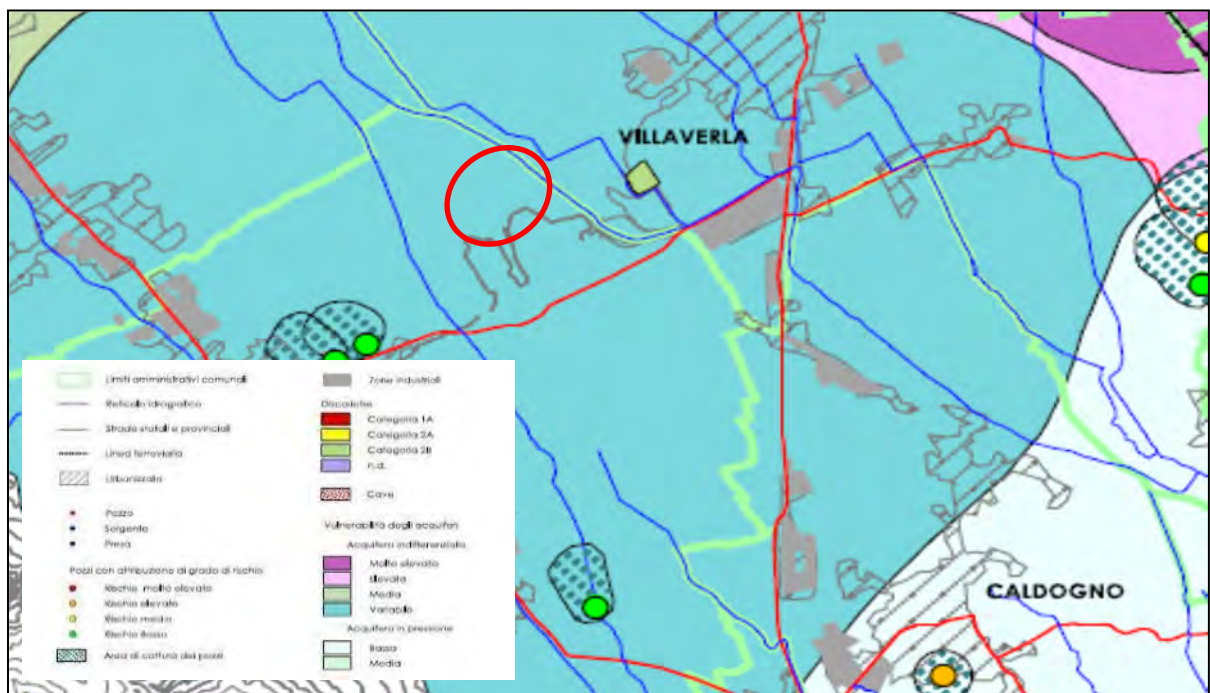 VILLAVERLA
CALDOGNO
Limiti amministrativi comunali
Reticolo idrografico
Strade statali e provinciali
Linea ferroviaria
Urbanizzato
Pozzo
Sorgente
Presa
Pozzi con attribuzione di grado di rischio
Rischio molto elevato
Rischio elevato
Rischio medio
Rischio Basso
Area di cattura dei pozzi
Zone industriali
Discariche
Categoria 1A
Categoria 2A
Categoria 2B
n.d.
Cave
Vulnerabilità degli acquiferi
Acquifero indifferenziato
Molto elevata
Elevata
Media
Variabile
Acquifero in pressione
Bassa
Media